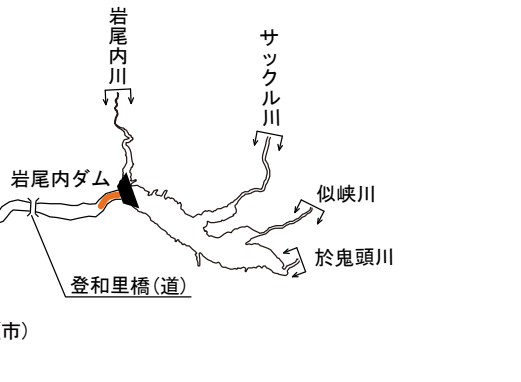 岩尾内川
サックル川
岩尾内ダム
似峡川
於鬼頭川
登和里橋(道)
市)